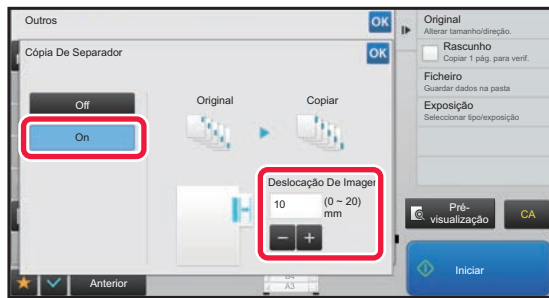 Outros
OK
Cópia De Separador
OK
Off
On
Original
Copiar
Deslocação De Imagem
10
(0 ~ 20)
mm
Anterior
A3
Original
Alterar tamanho/direção.
Rascunho
Copiar 1 pág. para verif.
Ficheiro
Guardar dados na pasta
Exposição
Seleccionar tipo/exposição
Pré-
visualização
CA
Iniciar